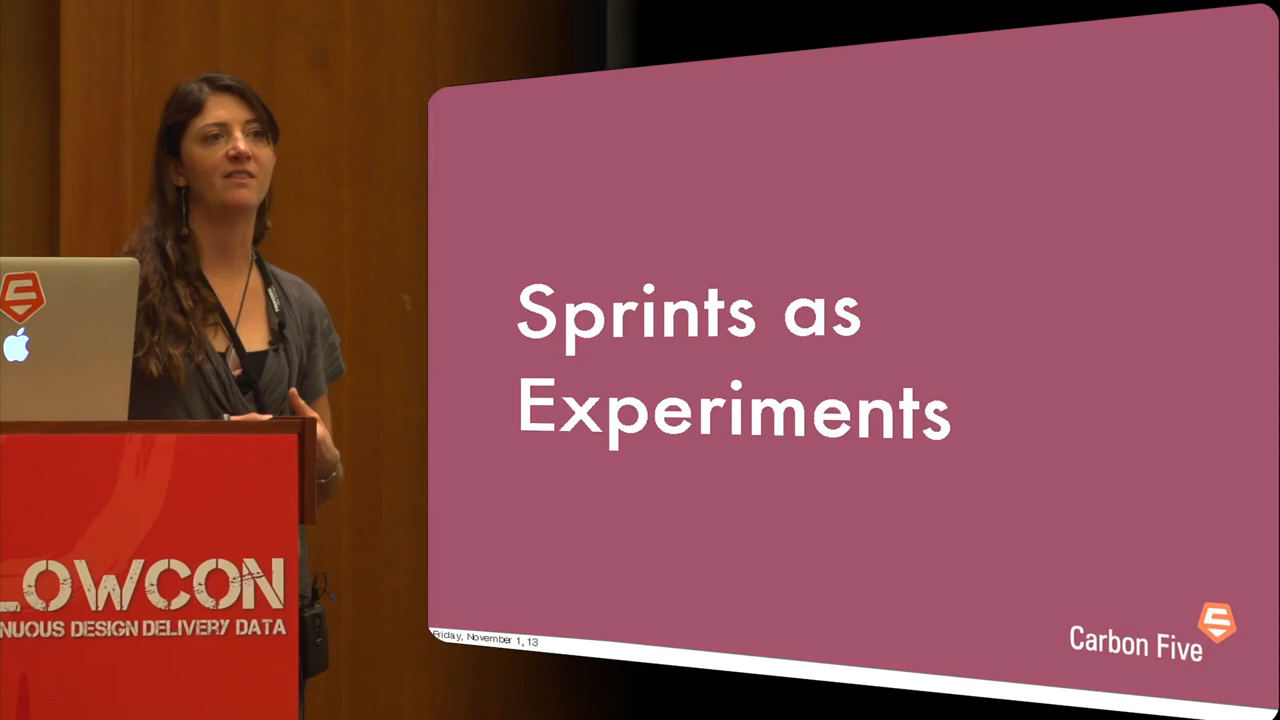 Sprints as
Experiments
Friday, November 1, 13
Carbon Five
LOWCON
NUOUS DESIGN DELIVERY DATA